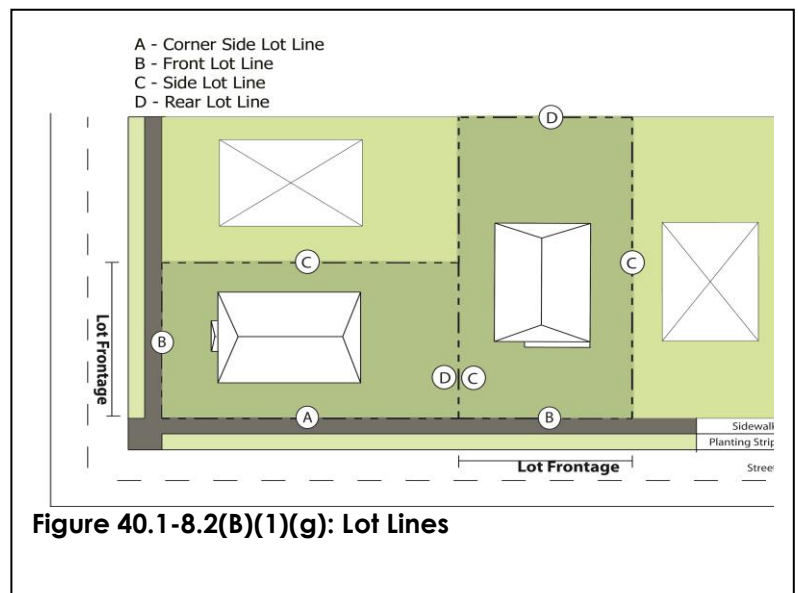 A - Corner Side Lot Line
B - Front Lot Line
C - Side Lot Line
D - Rear Lot Line
D
C
C
B
Lot Frontage
D
C
A
B
Sidewalk
Planting Strip
Lot Frontage
Street
Figure 40.1-8.2(B)(1)(g): Lot Lines